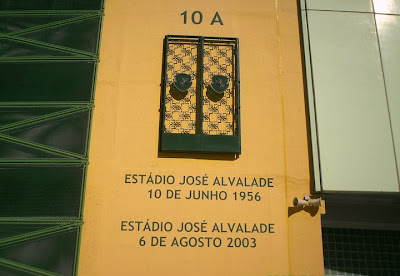 10 A
ESTÁDIO JOSÉ ALVALADE
10 DE JUNHO 1956
ESTÁDIO JOSÉ ALVALADE
6 DE AGOSTO 2003